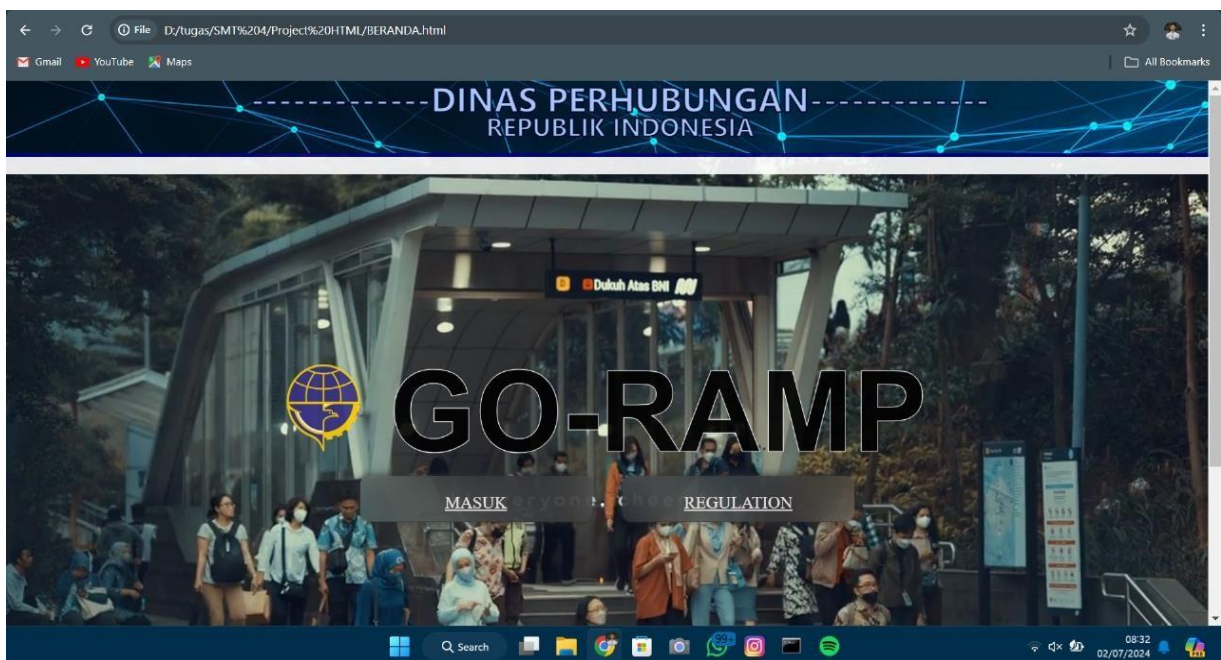 File D:/tugas/SMT%204/Project%20HTML/BERANDA.html
Gmail YouTube Maps All Bookmarks
------------DINAS PERHUBUNGAN------------
REPUBLIK INDONESIA
Dukuh Atas BNI
GO-RAMP
MASUK REGULATION
Search 99+ 08:32
02/07/2024